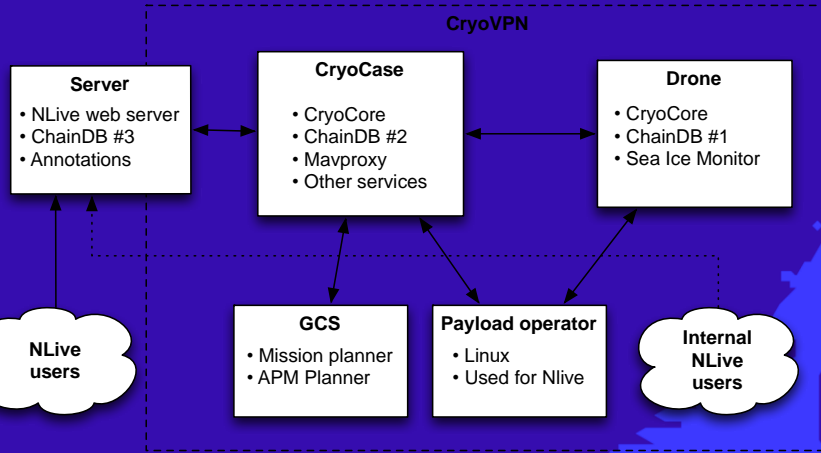 CryoVPN
Server
• NLive web server
• ChainDB #3
• Annotations
CryoCase
• CryoCore
• ChainDB #2
• Mavproxy
• Other services
Drone
• CryoCore
• ChainDB #1
• Sea Ice Monitor
NLive
users
GCS
• Mission planner
• APM Planner
Payload operator
• Linux
• Used for Nlive
Internal
NLive
users